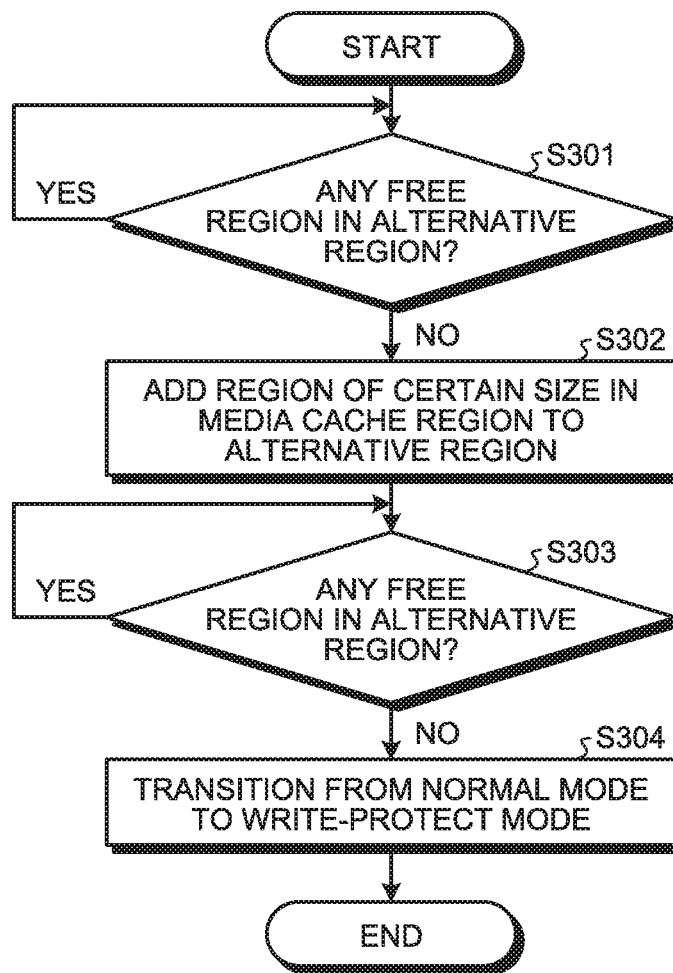 START
S301
YES
ANY FREE
REGION IN ALTERNATIVE
REGION?
NO
S302
ADD REGION OF CERTAIN SIZE IN
MEDIA CACHE REGION TO
ALTERNATIVE REGION
S303
YES
ANY FREE
REGION IN ALTERNATIVE
REGION?
NO
S304
TRANSITION FROM NORMAL MODE
TO WRITE-PROTECT MODE
END